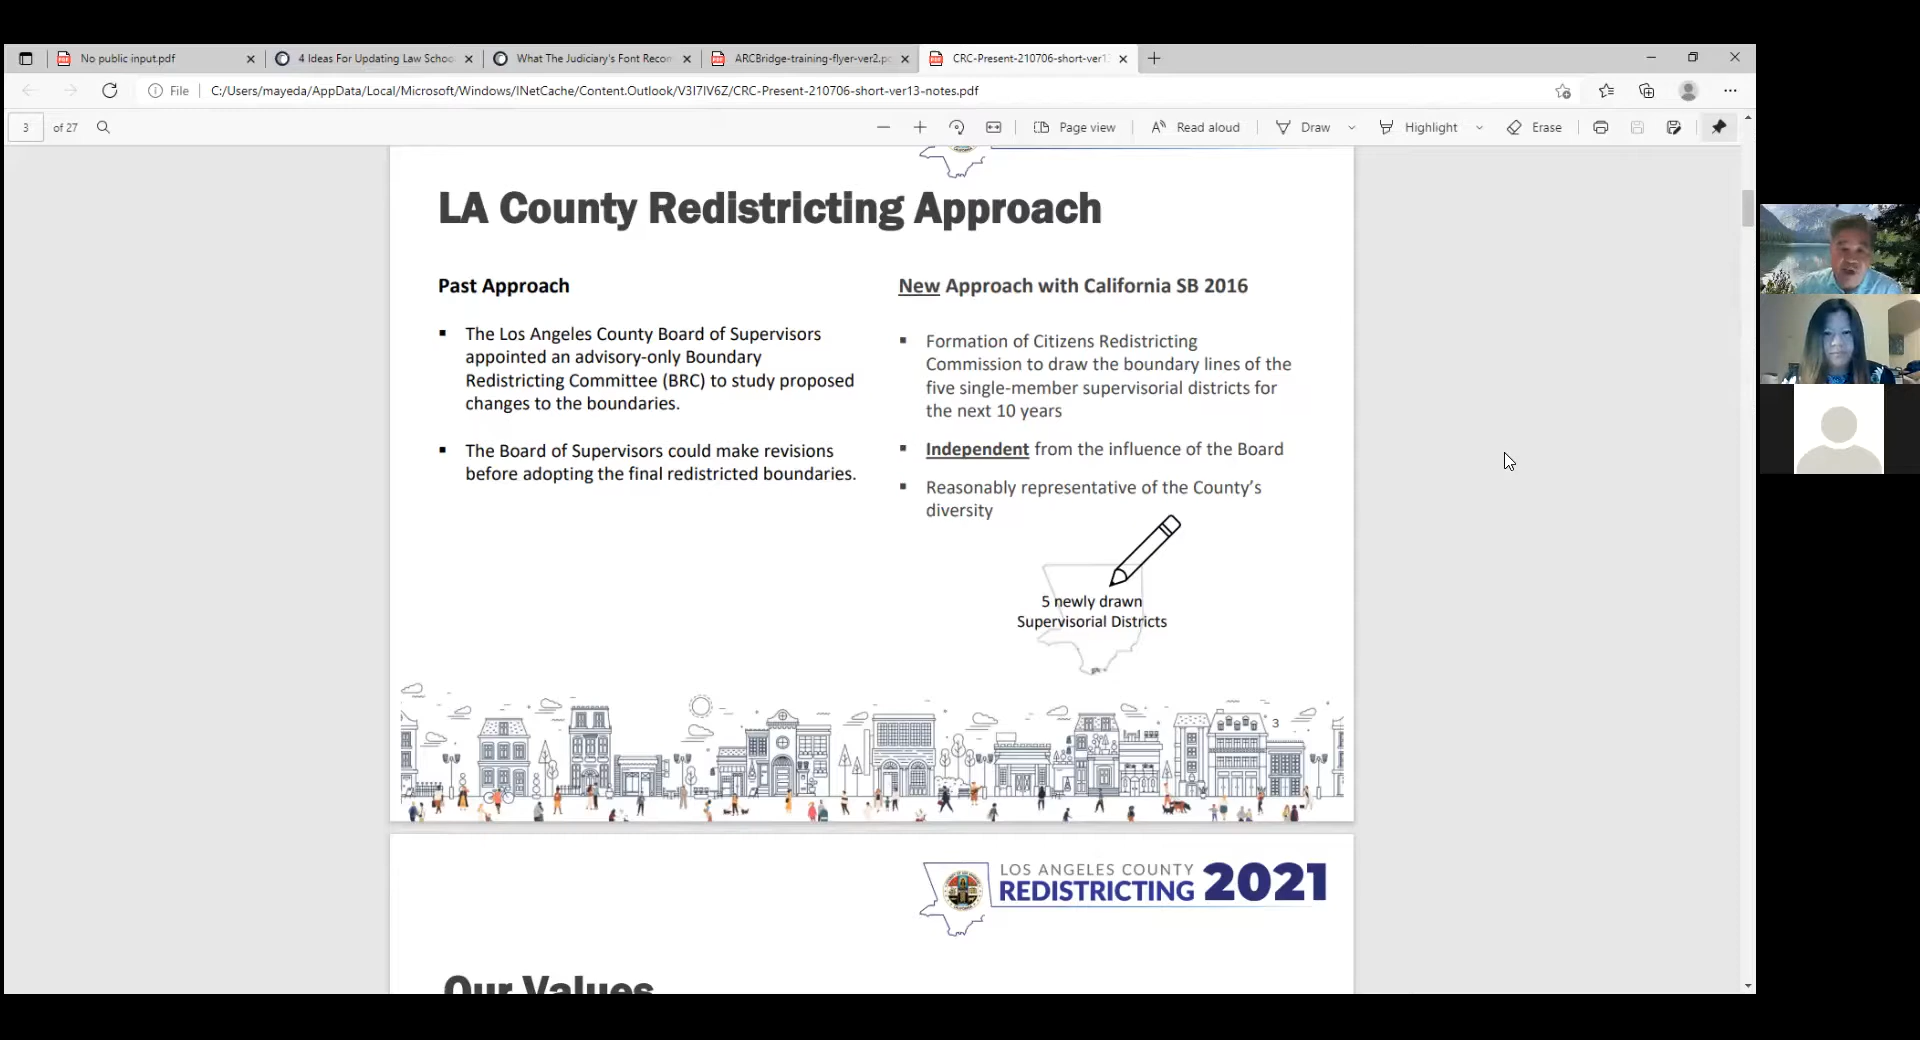 No public input.pdf
4 Ideas For Updating Law Schoo
What The Judiciary's Font Recon
ARCBridge-training-flyer-ver2.pd
CRC-Present-210706-short-ver13
File
C:/Users/mayeda/AppData/Local/Microsoft/Windows/INetCache/Content.Outlook/V3I7IV6Z/CRC-Present-210706-short-ver13-notes.pdf
3 of 27
Page view
Read aloud
Draw
Highlight
Erase
LA County Redistricting Approach
Past Approach
▪ The Los Angeles County Board of Supervisors
appointed an advisory-only Boundary
Redistricting Committee (BRC) to study proposed
changes to the boundaries.
▪ The Board of Supervisors could make revisions
before adopting the final redistricted boundaries.
New Approach with California SB 2016
▪ Formation of Citizens Redistricting
Commission to draw the boundary lines of the
five single-member supervisorial districts for
the next 10 years
▪ Independent from the influence of the Board
▪ Reasonably representative of the County’s
diversity
5 newly drawn
Supervisorial Districts
3
LOS ANGELES COUNTY
REDISTRICTING 2021
Our Values